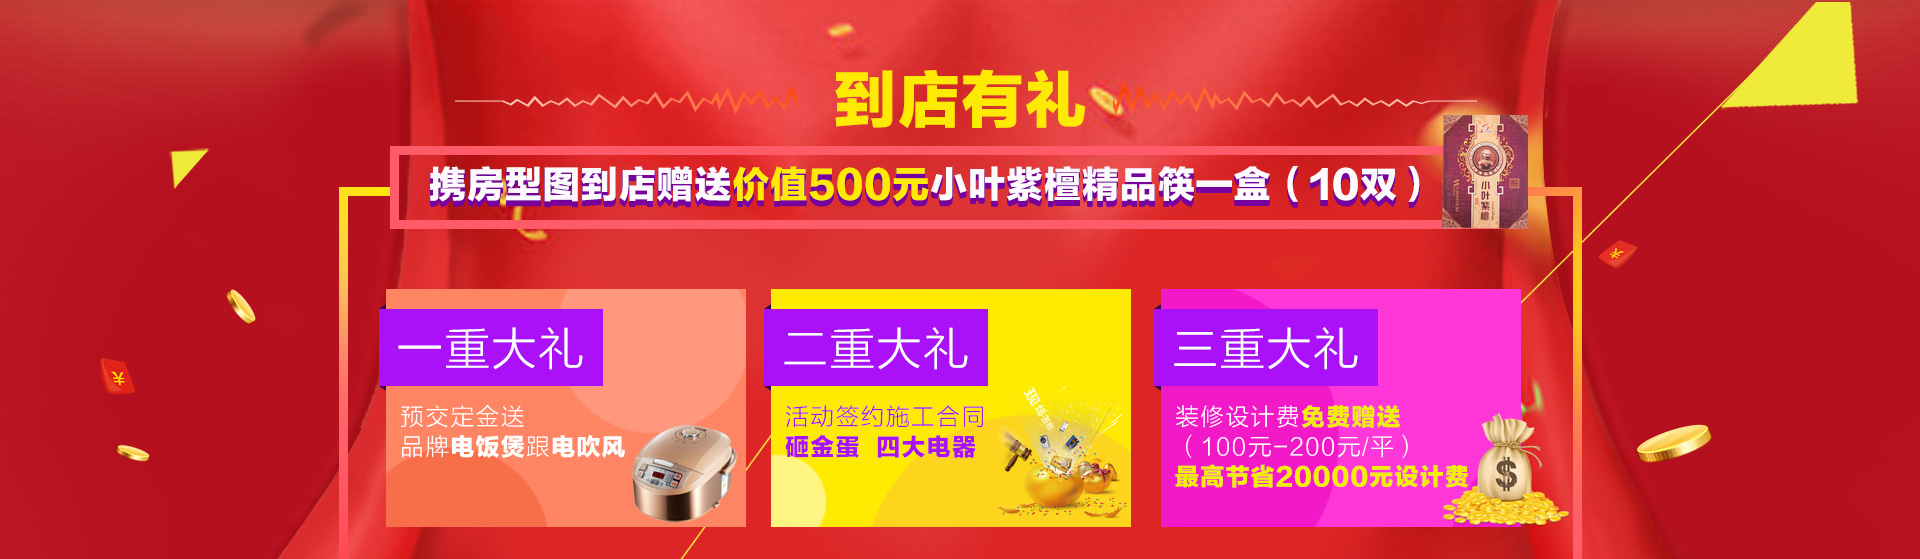 到店有礼
携房型图到店赠送价值500元小叶紫檀精品筷一盒（10双）
小叶紫檀
一重大礼
预交定金送
品牌电饭煲跟电吹风
二重大礼
活动签约施工合同
砸金蛋 四大电器
三重大礼
装修设计费免费赠送
（100元-200元/平）
最高节省20000元设计费